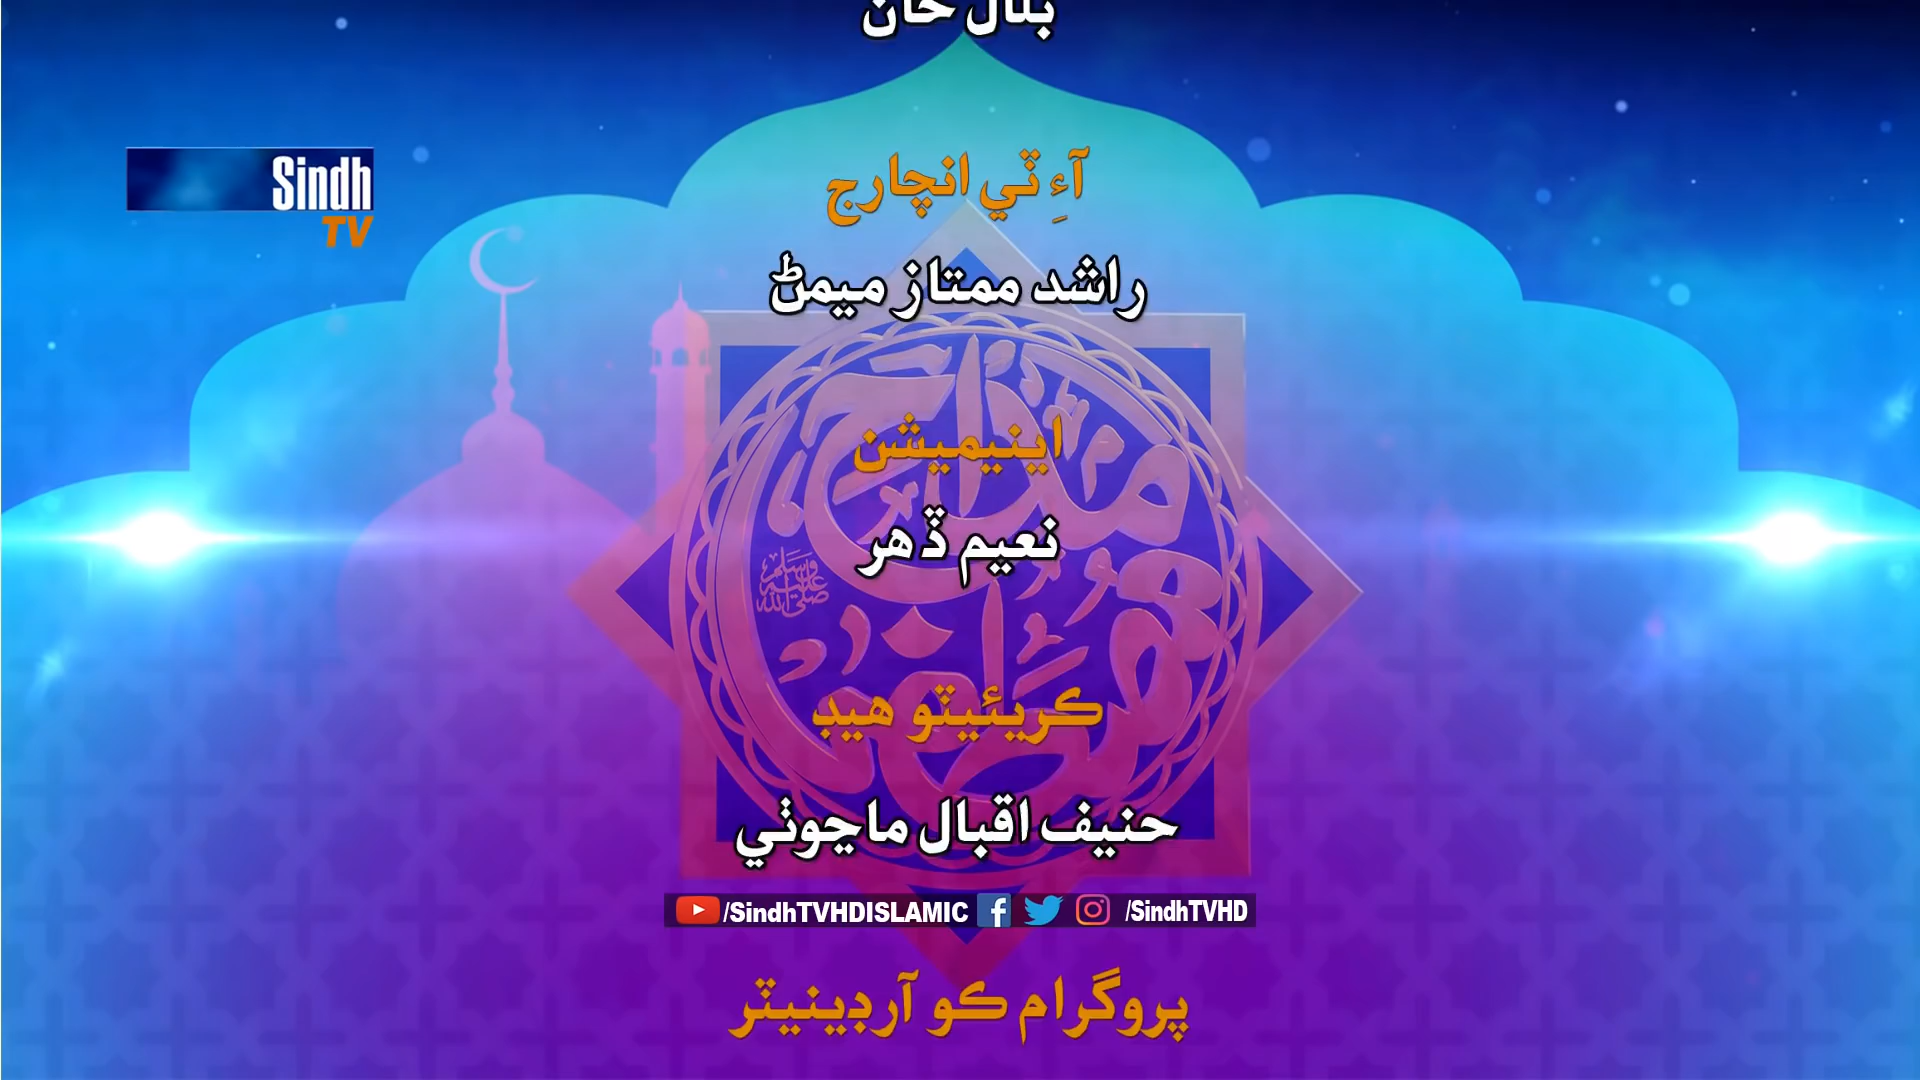 بلال خان
Sindh
TV
آءِ ٽي انچارج
راشد ممتاز ميمڻ
اينيميشن
نعيم ڏهر
ڪريئيٽو هيڊ
حنيف اقبال ماڇوٺي
/SindhTVHDISLAMIC /SindhTVHD
پروگرام ڪو آرڊينيٽر